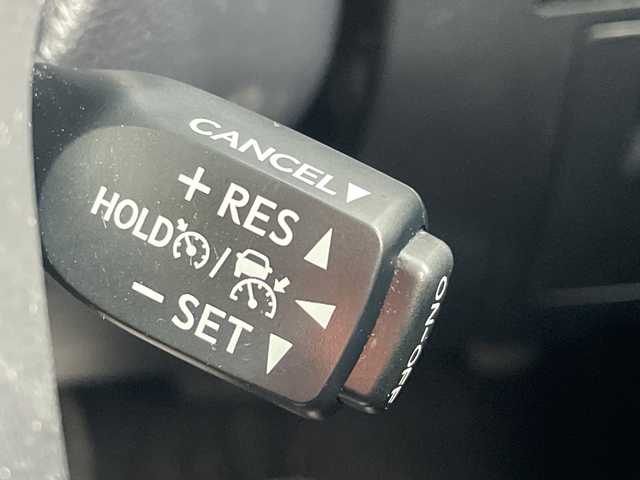 CANCEL
+ RES
HOLD /
- SET
ON-OFF